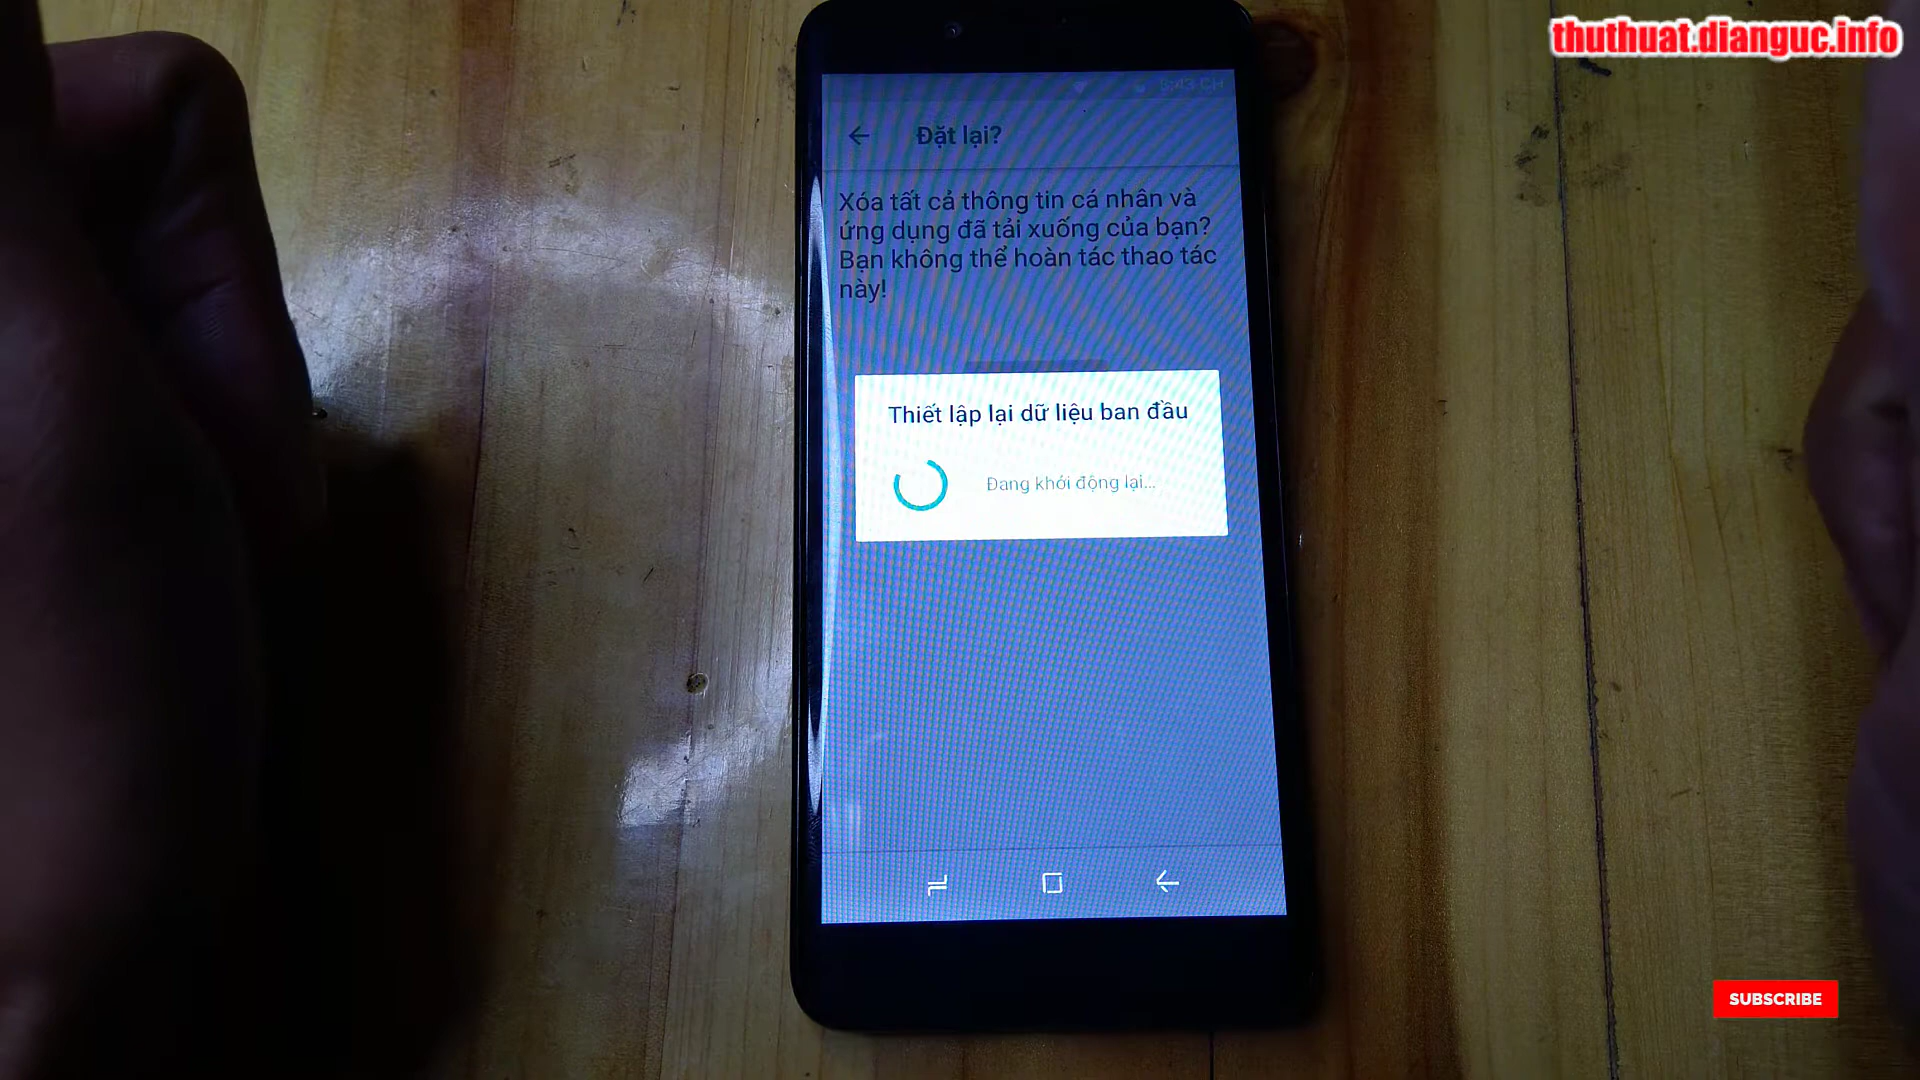 thuthuat.dianguc.info
Đặt lại?
Xóa tất cả thông tin cá nhân và
ứng dụng đã tải xuống của bạn?
Bạn không thể hoàn tác thao tác
này!
Thiết lập lại dữ liệu ban đầu
Đang khởi động lại...
SUBSCRIBE